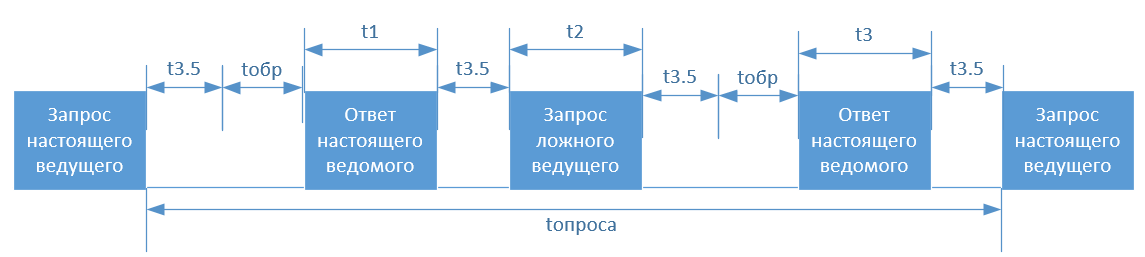 t1
t2
t3
t3.5
tобр
t3.5
t3.5
tобр
t3.5
Запрос
настоящего
ведущего
Ответ
настоящего
ведомого
Запрос
ложного
ведущего
Ответ
настоящего
ведомого
Запрос
настоящего
ведущего
tопроса